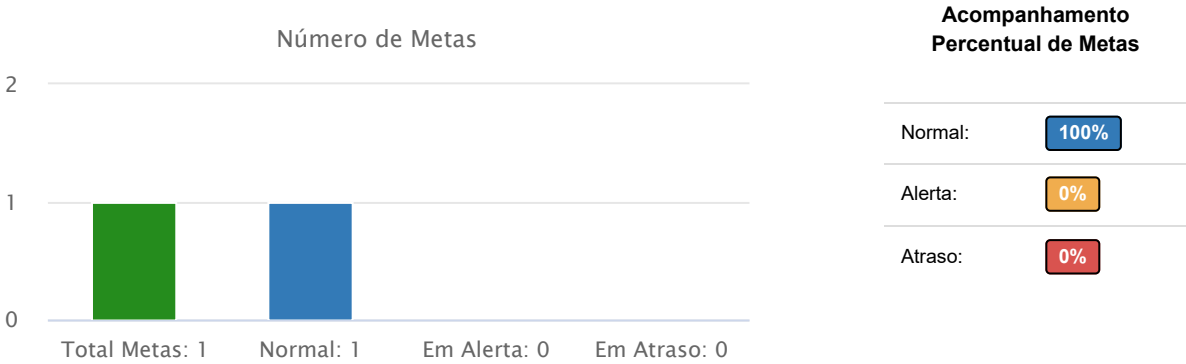 Número de Metas
2
1
0
Total Metas: 1
Normal: 1
Em Alerta: 0
Em Atraso: 0
Acompanhamento
Percentual de Metas
Normal: 100%
Alerta: 0%
Atraso: 0%